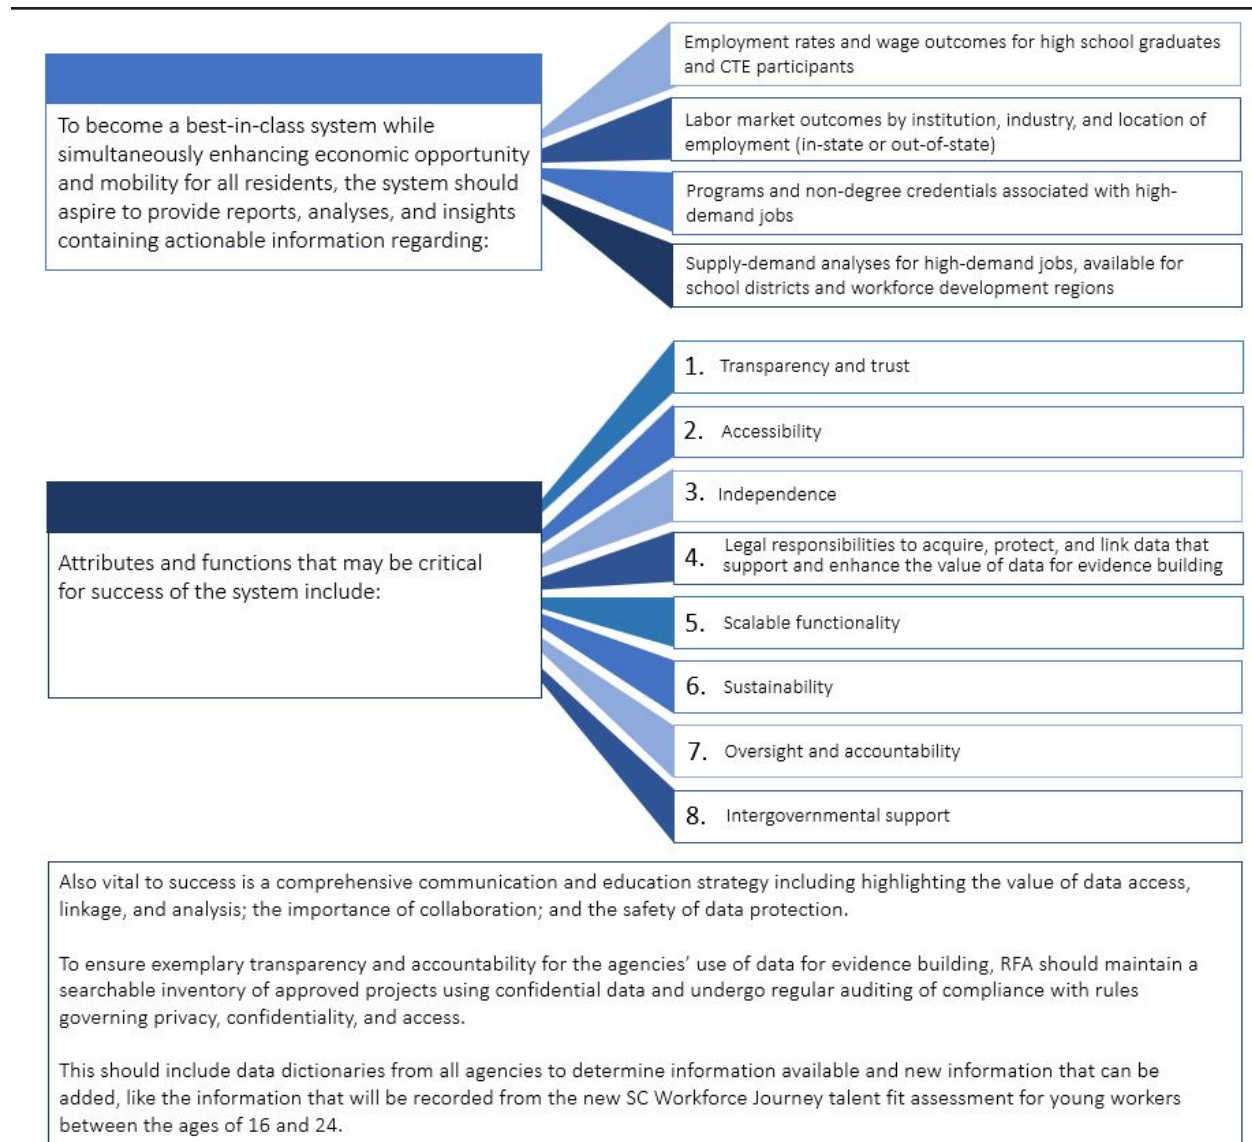 To become a best-in-class system while
simultaneously enhancing economic opportunity
and mobility for all residents, the system should
aspire to provide reports, analyses, and insights
containing actionable information regarding:
Employment rates and wage outcomes for high school graduates
and CTE participants
Labor market outcomes by institution, industry, and location of
employment (in-state or out-of-state)
Programs and non-degree credentials associated with high-
demand jobs
Supply-demand analyses for high-demand jobs, available for
school districts and workforce development regions
Attributes and functions that may be critical
for success of the system include:
1. Transparency and trust
2. Accessibility
3. Independence
4. Legal responsibilities to acquire, protect, and link data that
support and enhance the value of data for evidence building
5. Scalable functionality
6. Sustainability
7. Oversight and accountability
8. Intergovernmental support
Also vital to success is a comprehensive communication and education strategy including highlighting the value of data access,
linkage, and analysis; the importance of collaboration; and the safety of data protection.
To ensure exemplary transparency and accountability for the agencies’ use of data for evidence building, RFA should maintain a
searchable inventory of approved projects using confidential data and undergo regular auditing of compliance with rules
governing privacy, confidentiality, and access.
This should include data dictionaries from all agencies to determine information available and new information that can be
added, like the information that will be recorded from the new SC Workforce Journey talent fit assessment for young workers
between the ages of 16 and 24.